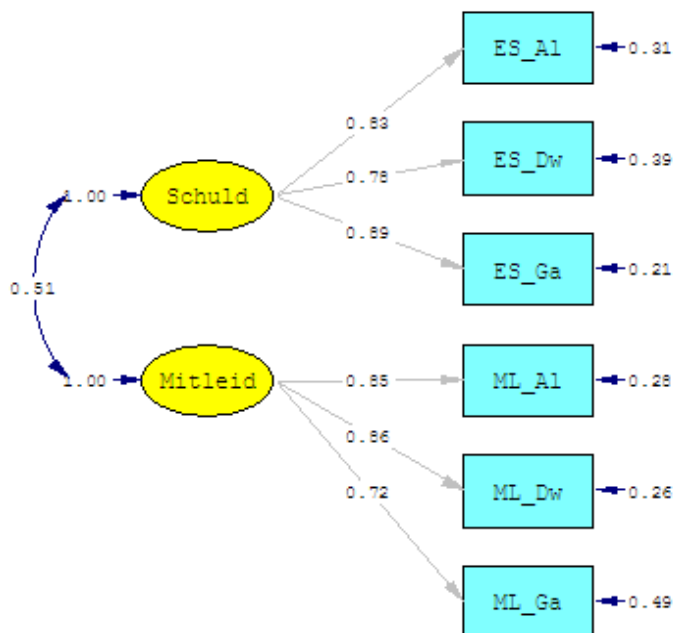 ES_Al
0.31
0.83
ES_Dw
0.39
0.78
1.00
Schuld
0.89
ES_Ga
0.21
0.51
1.00
Mitleid
0.85
ML_Al
0.28
0.86
0.72
ML_Dw
0.26
ML_Ga
0.49